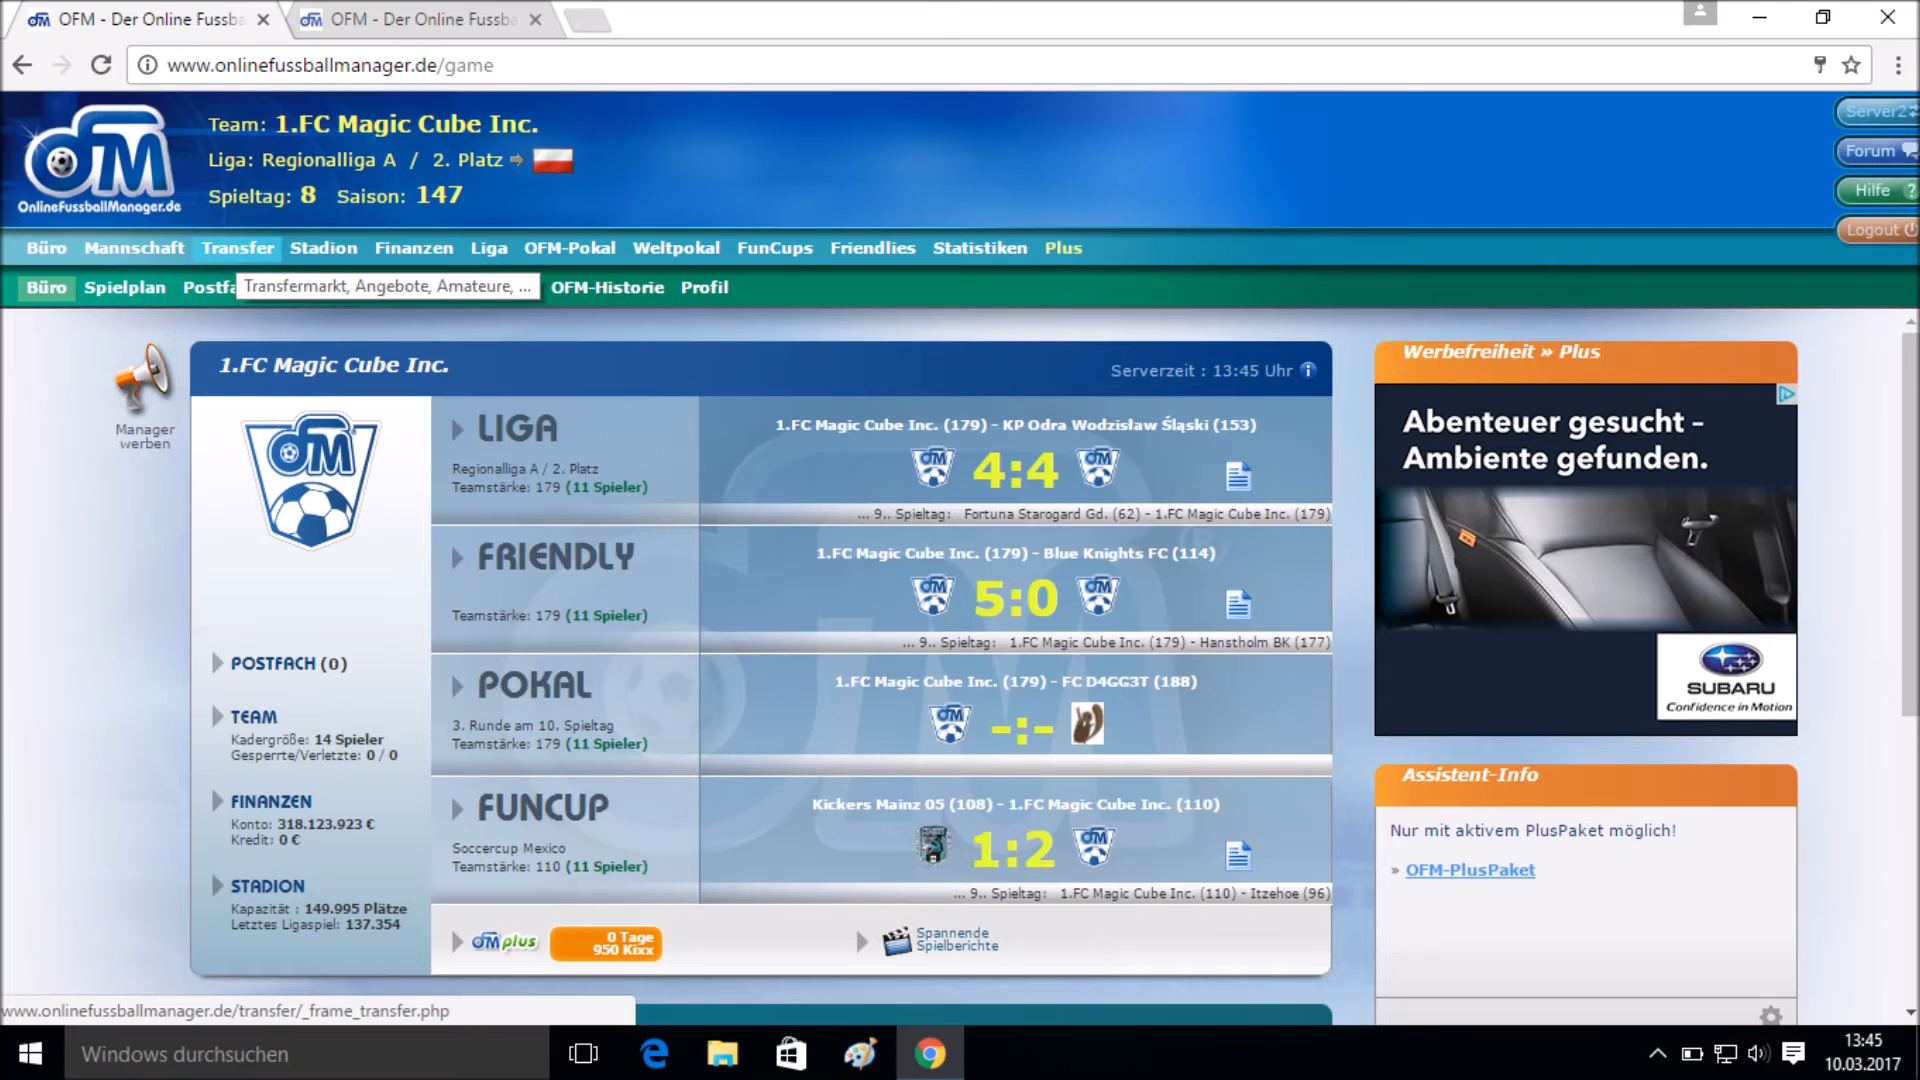 OFM - Der Online Fussba
OFM - Der Online Fussba
www.onlinefussballmanager.de/game
OFM
OnlineFussballManager.de
Team: 1.FC Magic Cube Inc.
Liga: Regionalliga A / 2. Platz
Spieltag: 8 Saison: 147
Server2
Forum
Hilfe ?
Logout
Büro Mannschaft Transfer Stadion Finanzen Liga OFM-Pokal Weltpokal FunCups Friendlies Statistiken Plus
Büro Spielplan Postfa
Transfermarkt, Angebote, Amateure, ...
OFM-Historie Profil
Manager
werben
1.FC Magic Cube Inc.
Serverzeit : 13:45 Uhr
OFM
POSTFACH (0)
TEAM
Kadergröße: 14 Spieler
Gesperrte/Verletzte: 0 / 0
FINANZEN
Konto: 318.123.923 €
Kredit: 0 €
STADION
Kapazität : 149.995 Plätze
Letztes Ligaspiel: 137.354
LIGA
Regionalliga A / 2. Platz
Teamstärke: 179 (11 Spieler)
1.FC Magic Cube Inc. (179) - KP Odra Wodzisław Śląski (153)
4:4
... 9.. Spieltag: Fortuna Starogard Gd. (62) - 1.FC Magic Cube Inc. (179)
FRIENDLY
Teamstärke: 179 (11 Spieler)
1.FC Magic Cube Inc. (179) - Blue Knights FC (114)
5:0
... 9.. Spieltag: 1.FC Magic Cube Inc. (179) - Hanstholm BK (177)
POKAL
3. Runde am 10. Spieltag
Teamstärke: 179 (11 Spieler)
1.FC Magic Cube Inc. (179) - FC D4GG3T (188)
-:-
FUNCUP
Soccercup Mexico
Teamstärke: 110 (11 Spieler)
Kickers Mainz 05 (108) - 1.FC Magic Cube Inc. (110)
1:2
... 9.. Spieltag: 1.FC Magic Cube Inc. (110) - Itzehoe (96)
OFM plus
0 Tage
950 Kixx
Spannende
Spielberichte
Werbefreiheit » Plus
Abenteuer gesucht –
Ambiente gefunden.
SUBARU
Confidence in Motion
Assistent-Info
Nur mit aktivem PlusPaket möglich!
» OFM-PlusPaket
www.onlinefussballmanager.de/transfer/_frame_transfer.php
Windows durchsuchen
13:45
10.03.2017